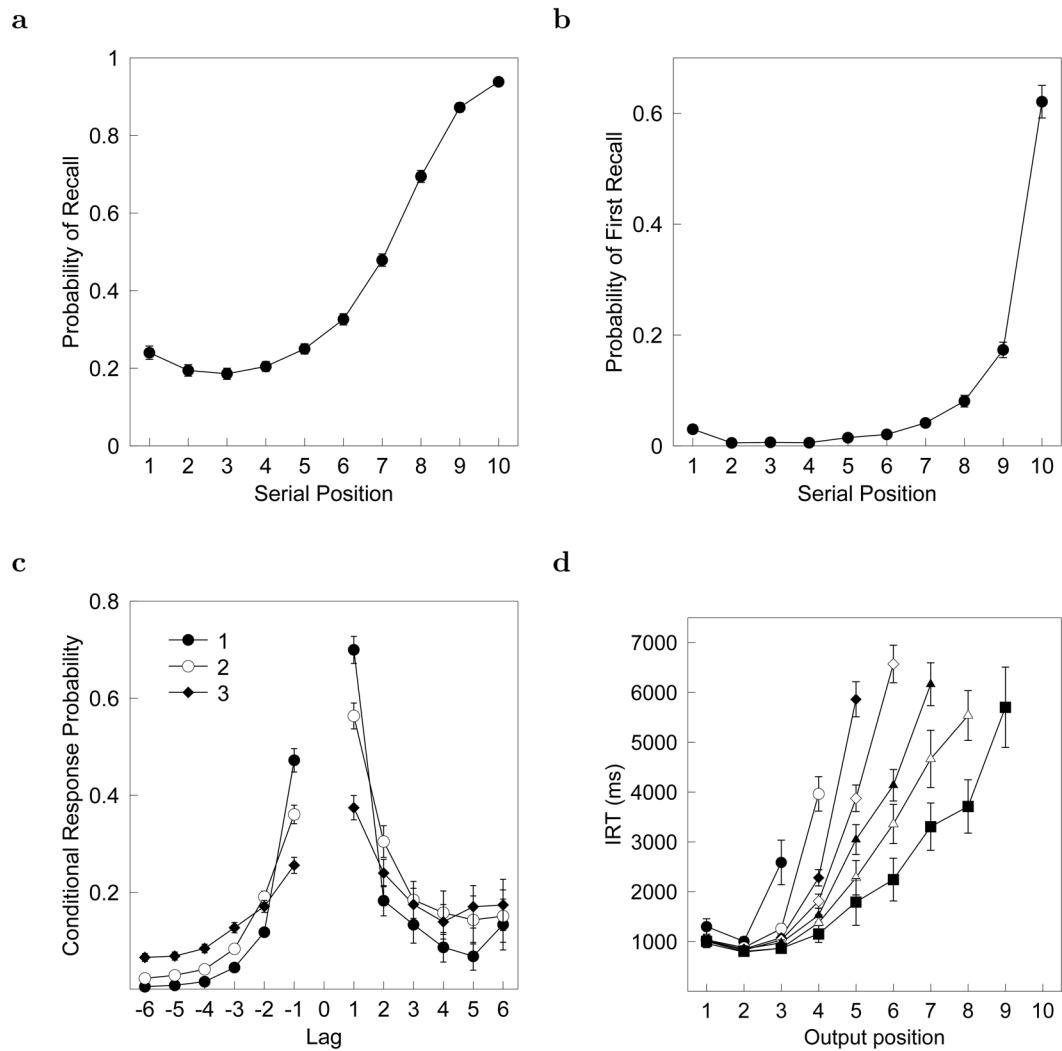 a
1
0.8
0.6
0.4
0.2
0
Probability of Recall
1 2 3 4 5 6 7 8 9 10
Serial Position
b
0.6
0.4
0.2
0
Probability of First Recall
1 2 3 4 5 6 7 8 9 10
Serial Position
c
0.8
0.6
0.4
0.2
Conditional Response Probability
1
2
3
-6 -5 -4 -3 -2 -1 0 1 2 3 4 5 6
Lag
d
7000
6000
5000
4000
3000
2000
1000
IRT (ms)
1 2 3 4 5 6 7 8 9 10
Output position